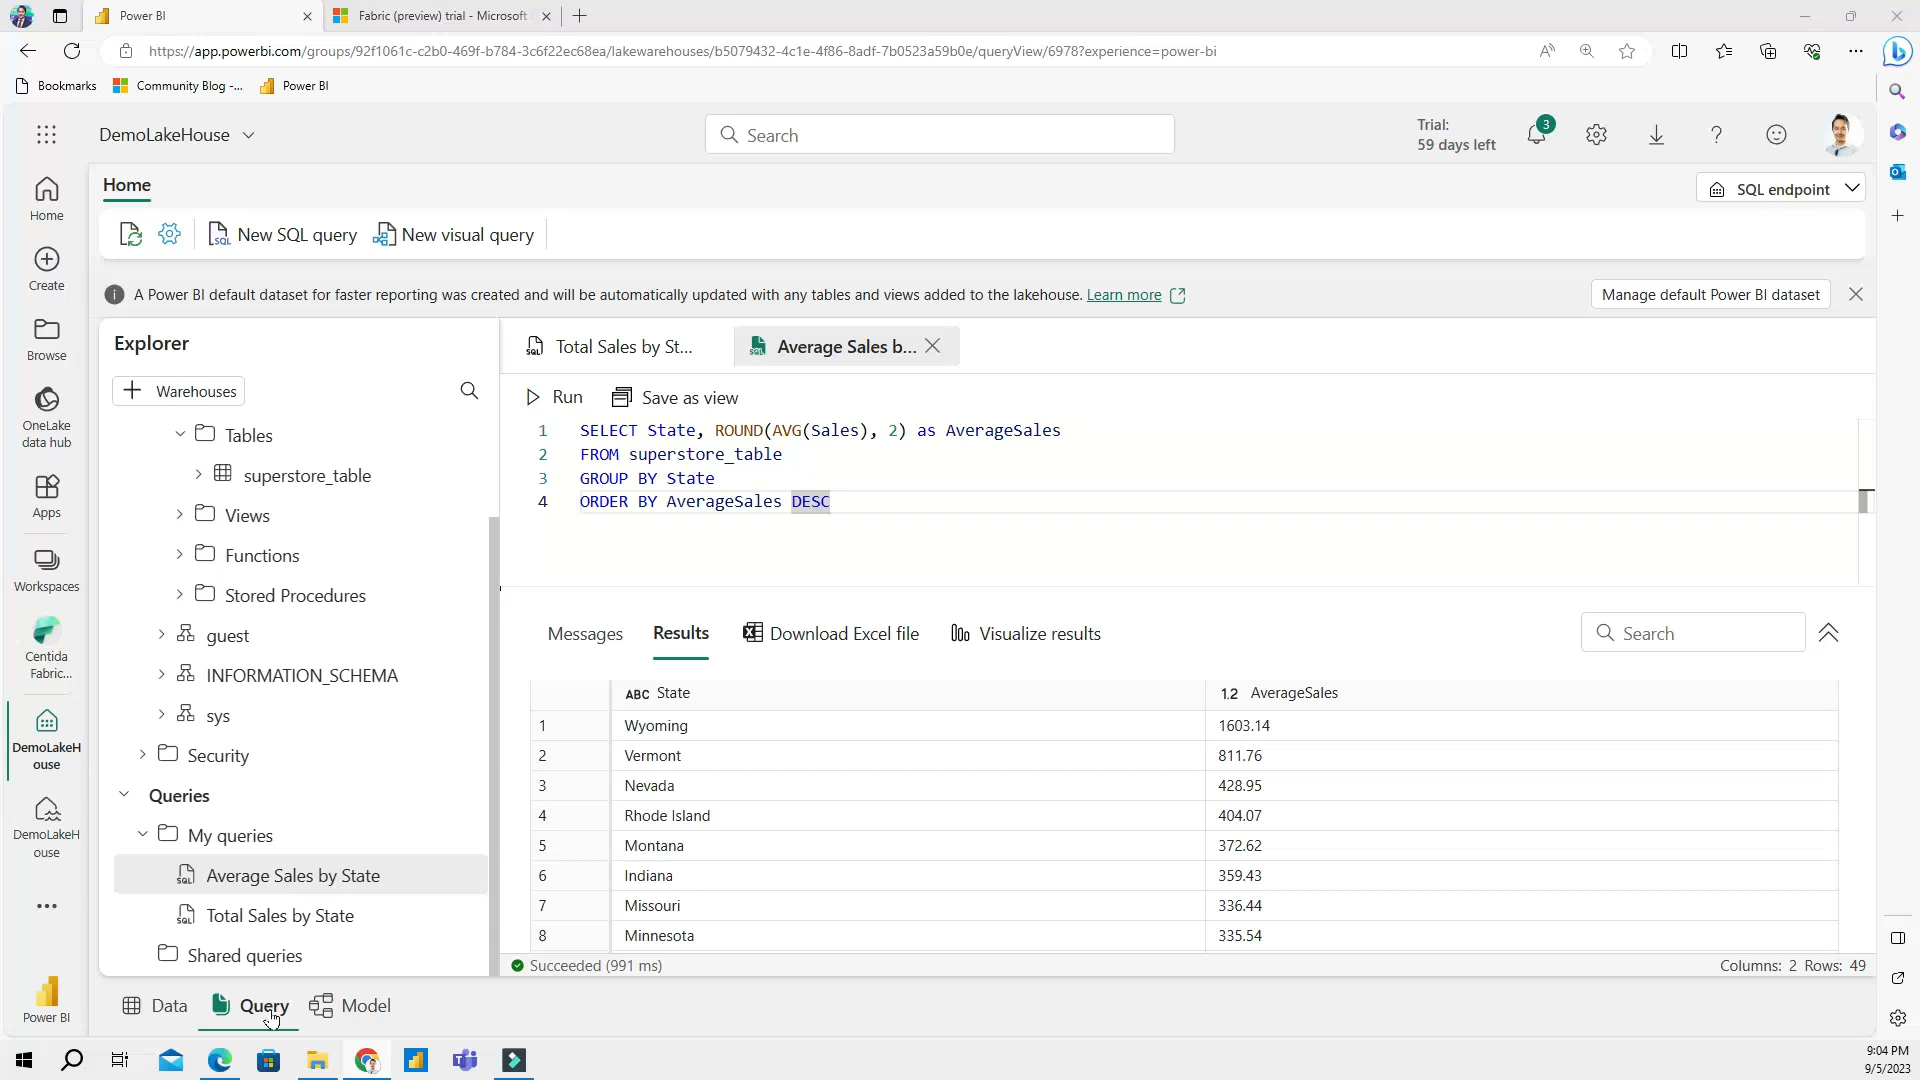 Power BI
Fabric (preview) trial - Microsoft
https://app.powerbi.com/groups/92f1061c-c2b0-469f-b784-3c6f22ec68ea/lakewarehouses/b5079432-4c1e-4f86-8adf-7b0523a59b0e/queryView/6978?experience=power-bi
Bookmarks
Community Blog -...
Power BI
DemoLakeHouse
Search
Trial:
59 days left
3
Home
SQL endpoint
New SQL query
New visual query
A Power BI default dataset for faster reporting was created and will be automatically updated with any tables and views added to the lakehouse. Learn more
Manage default Power BI dataset
Home
Create
Browse
OneLake
data hub
Apps
Workspaces
Centida
Fabric...
DemoLakeH
ouse
DemoLakeH
ouse
Power BI
Explorer
Warehouses
Tables
superstore_table
Views
Functions
Stored Procedures
guest
INFORMATION_SCHEMA
sys
Security
Queries
My queries
Average Sales by State
Total Sales by State
Shared queries
Total Sales by St...
Average Sales b...
Run
Save as view
1 SELECT State, ROUND(AVG(Sales), 2) as AverageSales
2 FROM superstore_table
3 GROUP BY State
4 ORDER BY AverageSales DESC
Messages
Results
Download Excel file
Visualize results
Search
ABC State 1.2 AverageSales
1 Wyoming 1603.14
2 Vermont 811.76
3 Nevada 428.95
4 Rhode Island 404.07
5 Montana 372.62
6 Indiana 359.43
7 Missouri 336.44
8 Minnesota 335.54
Succeeded (991 ms)
Columns: 2 Rows: 49
Data
Query
Model
9:04 PM
9/5/2023